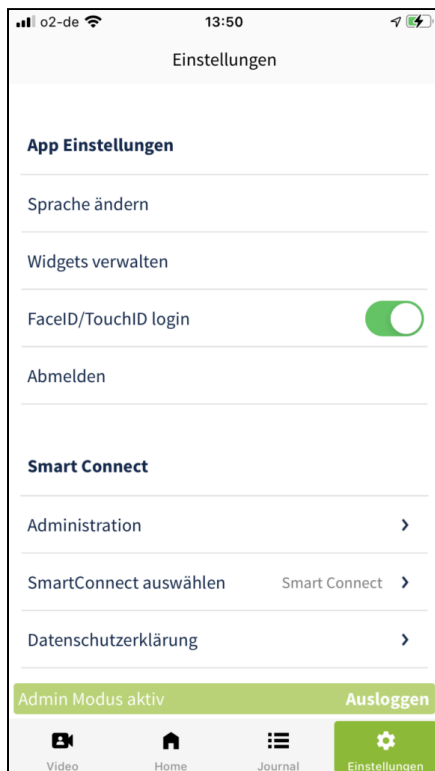 o2-de 13:50
Einstellungen
App Einstellungen
Sprache ändern
Widgets verwalten
FaceID/TouchID login
Abmelden
Smart Connect
Administration
SmartConnect auswählen Smart Connect
Datenschutzerklärung
Admin Modus aktiv Ausloggen
Video Home Journal Einstellungen